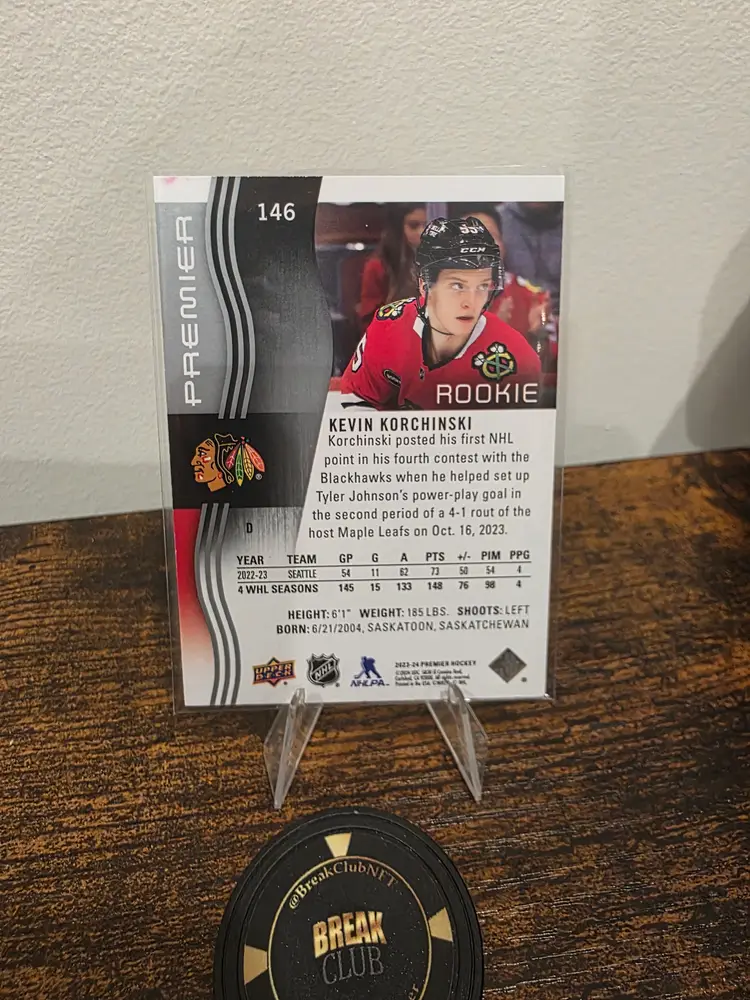 PREMIER
146
55
CCM
ROOKIE
KEVIN KORCHINSKI
Korchinski posted his first NHL
point in his fourth contest with the
Blackhawks when he helped set up
Tyler Johnson's power-play goal in
the second period of a 4-1 rout of the
host Maple Leafs on Oct. 16, 2023.
D
YEAR TEAM GP G A PTS +/- PIM PPG
2022-23 SEATTLE 54 11 62 73 50 54 4
4 WHL SEASONS 145 15 133 148 76 98 4
HEIGHT: 6'1" WEIGHT: 185 LBS. SHOOTS: LEFT
BORN: 6/21/2004, SASKATOON, SASKATCHEWAN
UPPER DECK
NHL
NHLPA
2023-24 PREMIER HOCKEY
@BreakClubNFT
BREAK
CLUB